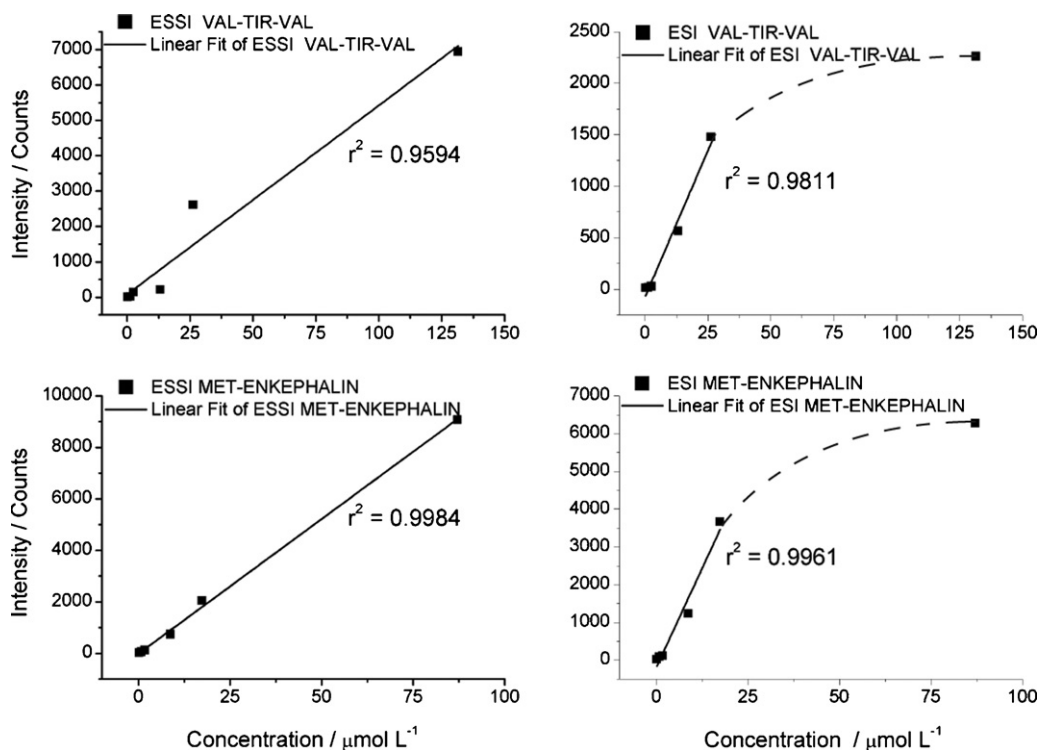 ESSI VAL-TIR-VAL
Linear Fit of ESSI VAL-TIR-VAL
7000
6000
5000
4000
3000
2000
1000
0
r² = 0.9594
0 25 50 75 100 125 150
Intensity / Counts
ESI VAL-TIR-VAL
Linear Fit of ESI VAL-TIR-VAL
2500
2000
1500
1000
500
0
r² = 0.9811
0 25 50 75 100 125 150
ESSI MET-ENKEPHALIN
Linear Fit of ESSI MET-ENKEPHALIN
10000
8000
6000
4000
2000
0
r² = 0.9984
0 25 50 75 100
Intensity / Counts
Concentration / μmol L⁻¹
ESI MET-ENKEPHALIN
Linear Fit of ESI MET-ENKEPHALIN
7000
6000
5000
4000
3000
2000
1000
0
r² = 0.9961
0 25 50 75 100
Concentration / μmol L⁻¹